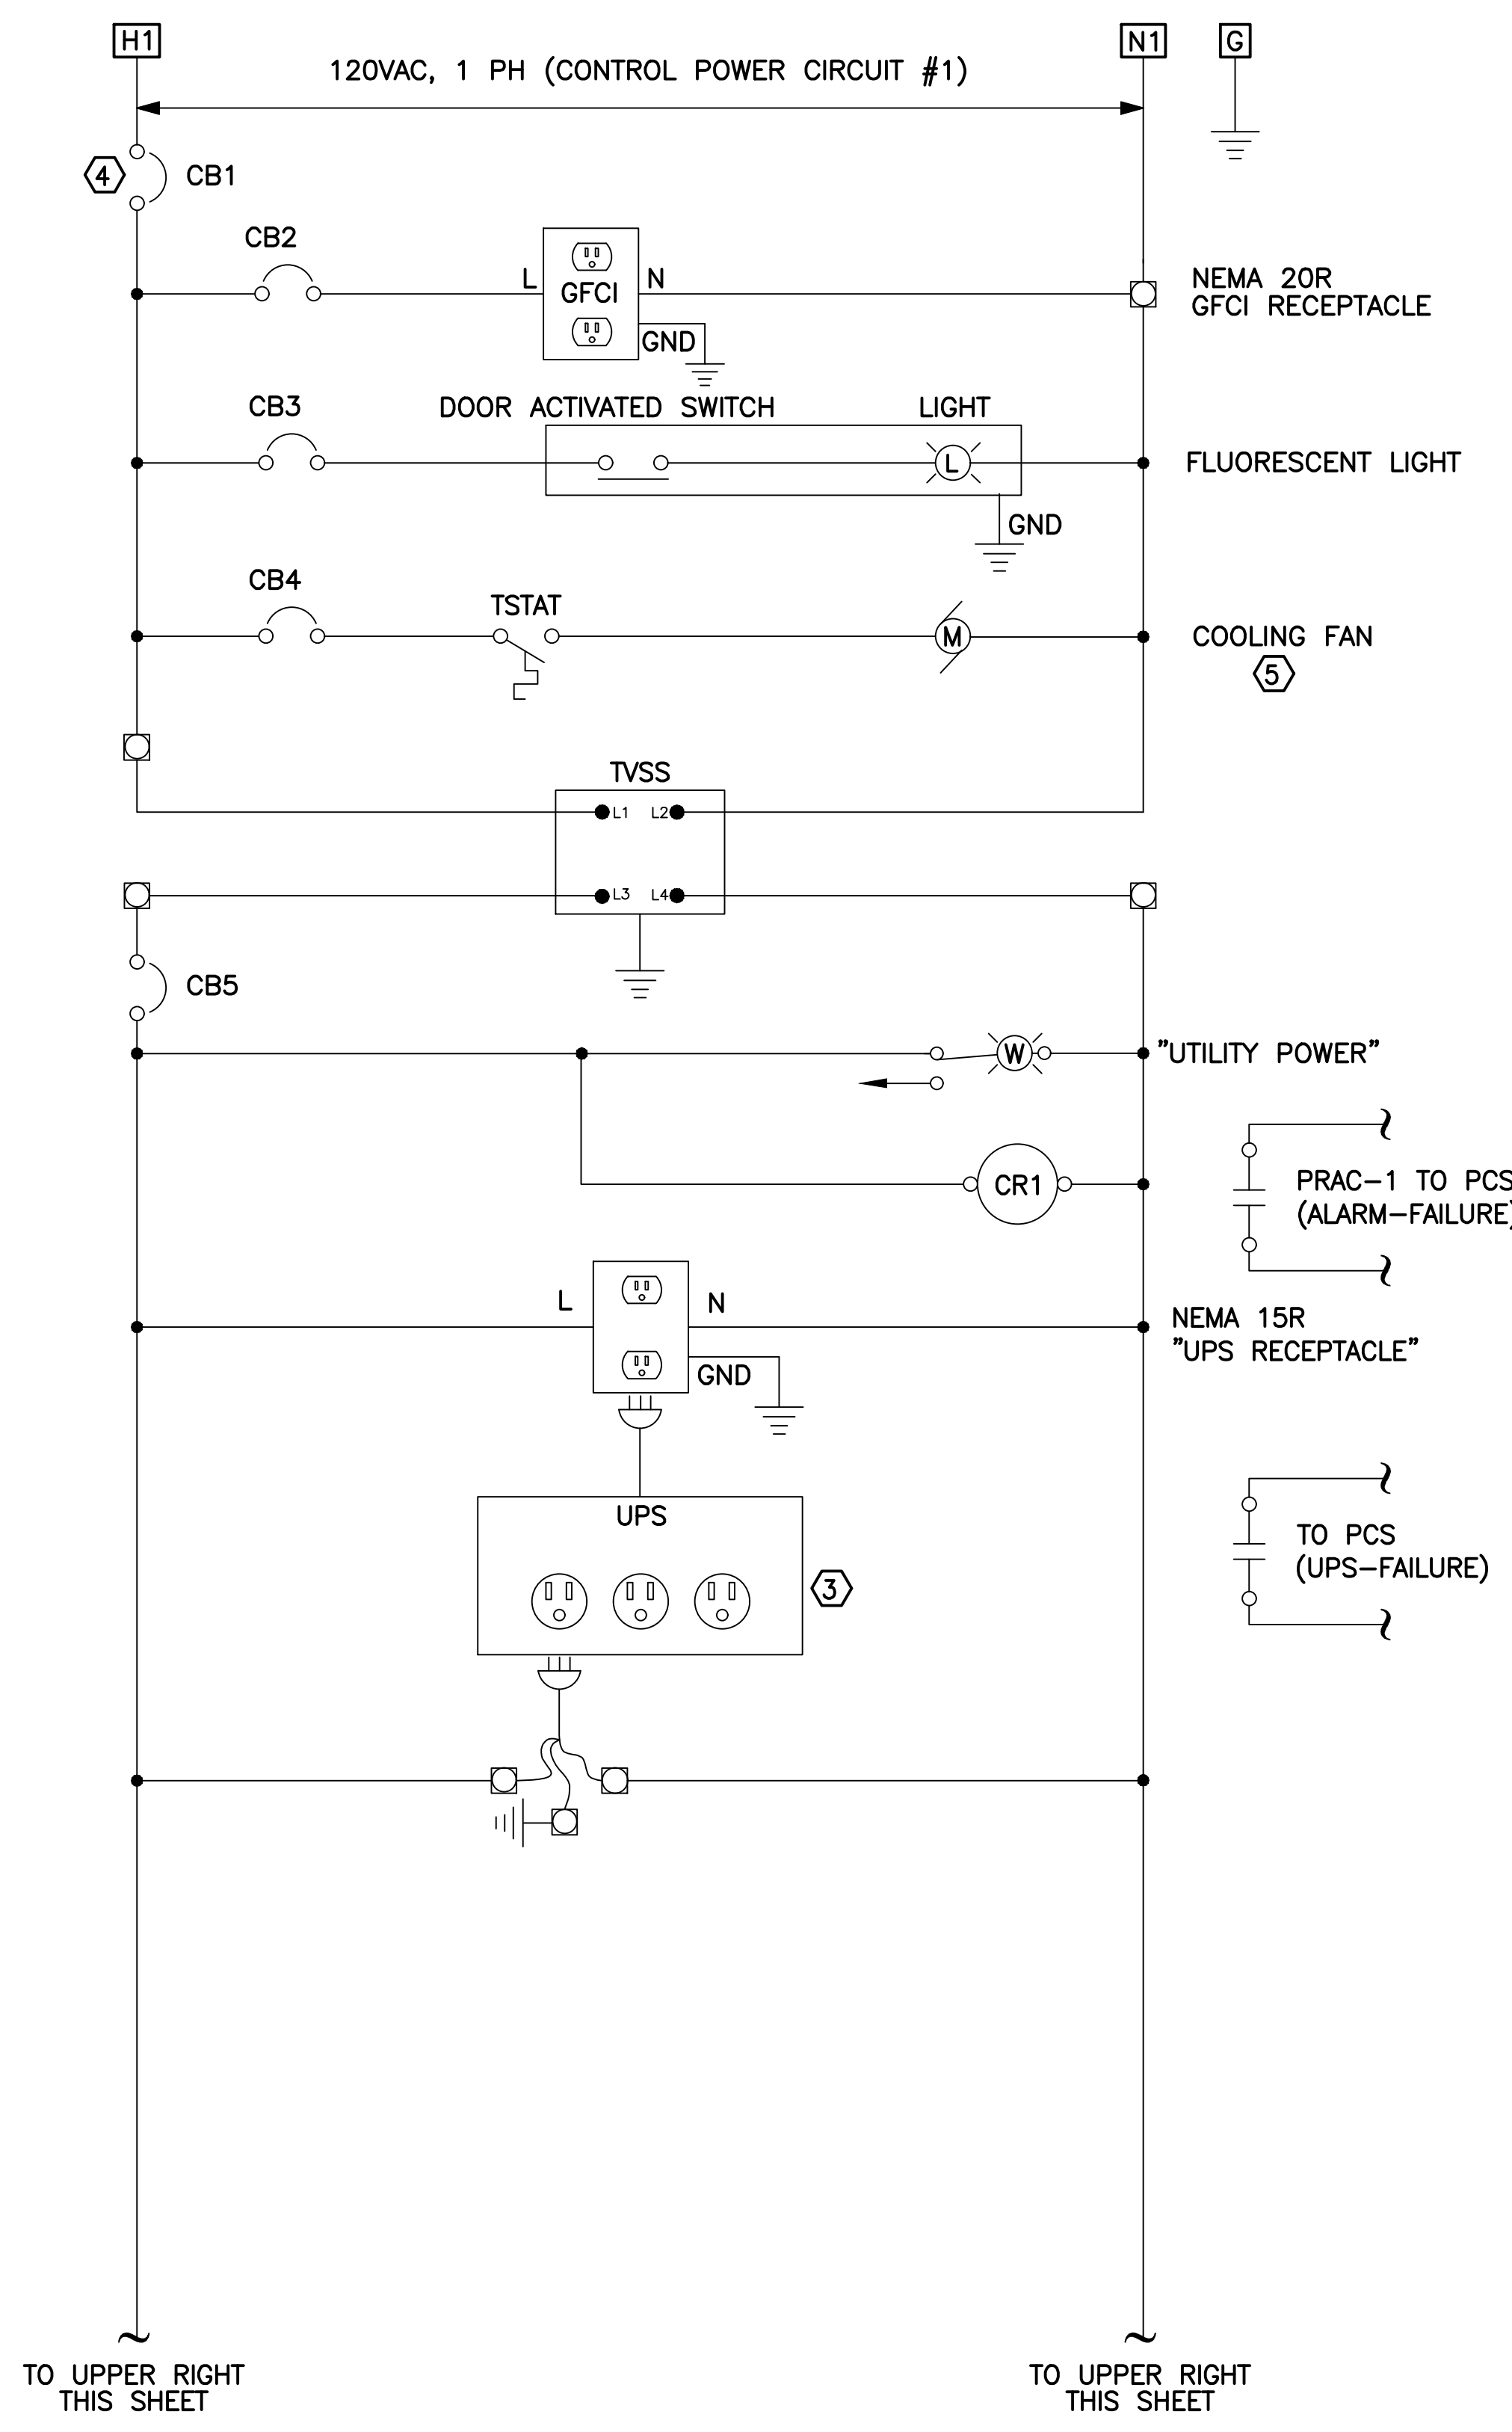 H1
N1
G
120VAC, 1 PH (CONTROL POWER CIRCUIT #1)
4
CB1
CB2
L
GFCI
N
GND
NEMA 20R
GFCI RECEPTACLE
CB3
DOOR ACTIVATED SWITCH
LIGHT
L
FLUORESCENT LIGHT
GND
CB4
TSTAT
M
COOLING FAN
5
TVSS
L1
L2
L3
L4
CB5
W
"UTILITY POWER"
CR1
PRAC-1 TO PCS
(ALARM-FAILURE)
L
N
GND
NEMA 15R
"UPS RECEPTACLE"
UPS
3
TO PCS
(UPS-FAILURE)
TO UPPER RIGHT
THIS SHEET
TO UPPER RIGHT
THIS SHEET